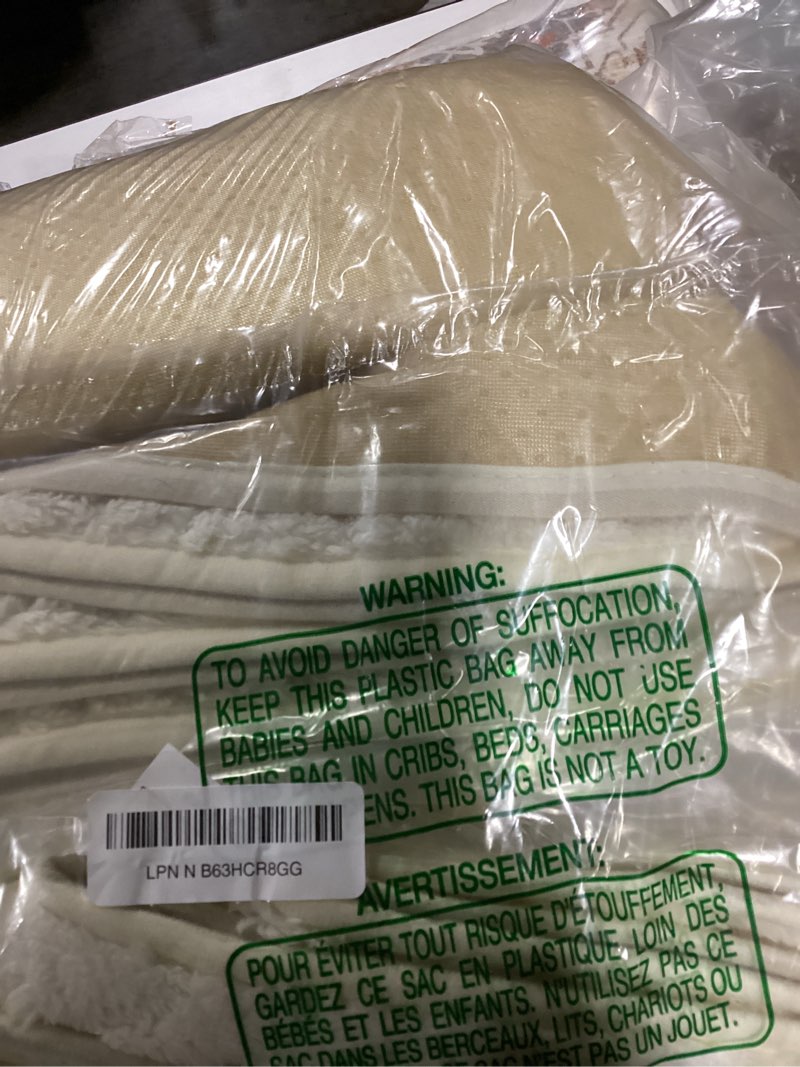 WARNING:
TO AVOID DANGER OF SUFFOCATION,
KEEP THIS PLASTIC BAG AWAY FROM
BABIES AND CHILDREN, DO NOT USE
THIS BAG IN CRIBS, BEDS, CARRIAGES
ENS. THIS BAG IS NOT A TOY.
LPN N B63HCR8GG
AVERTISSEMENT:
POUR ÉVITER TOUT RISQUE D'ÉTOUFFEMENT,
GARDEZ CE SAC EN PLASTIQUE LOIN DES
BÉBÉS ET LES ENFANTS. N'UTILISEZ PAS CE
SAC DANS LES BERCEAUX, LITS, CHARIOTS OU
SAC N'EST PAS UN JOUET.